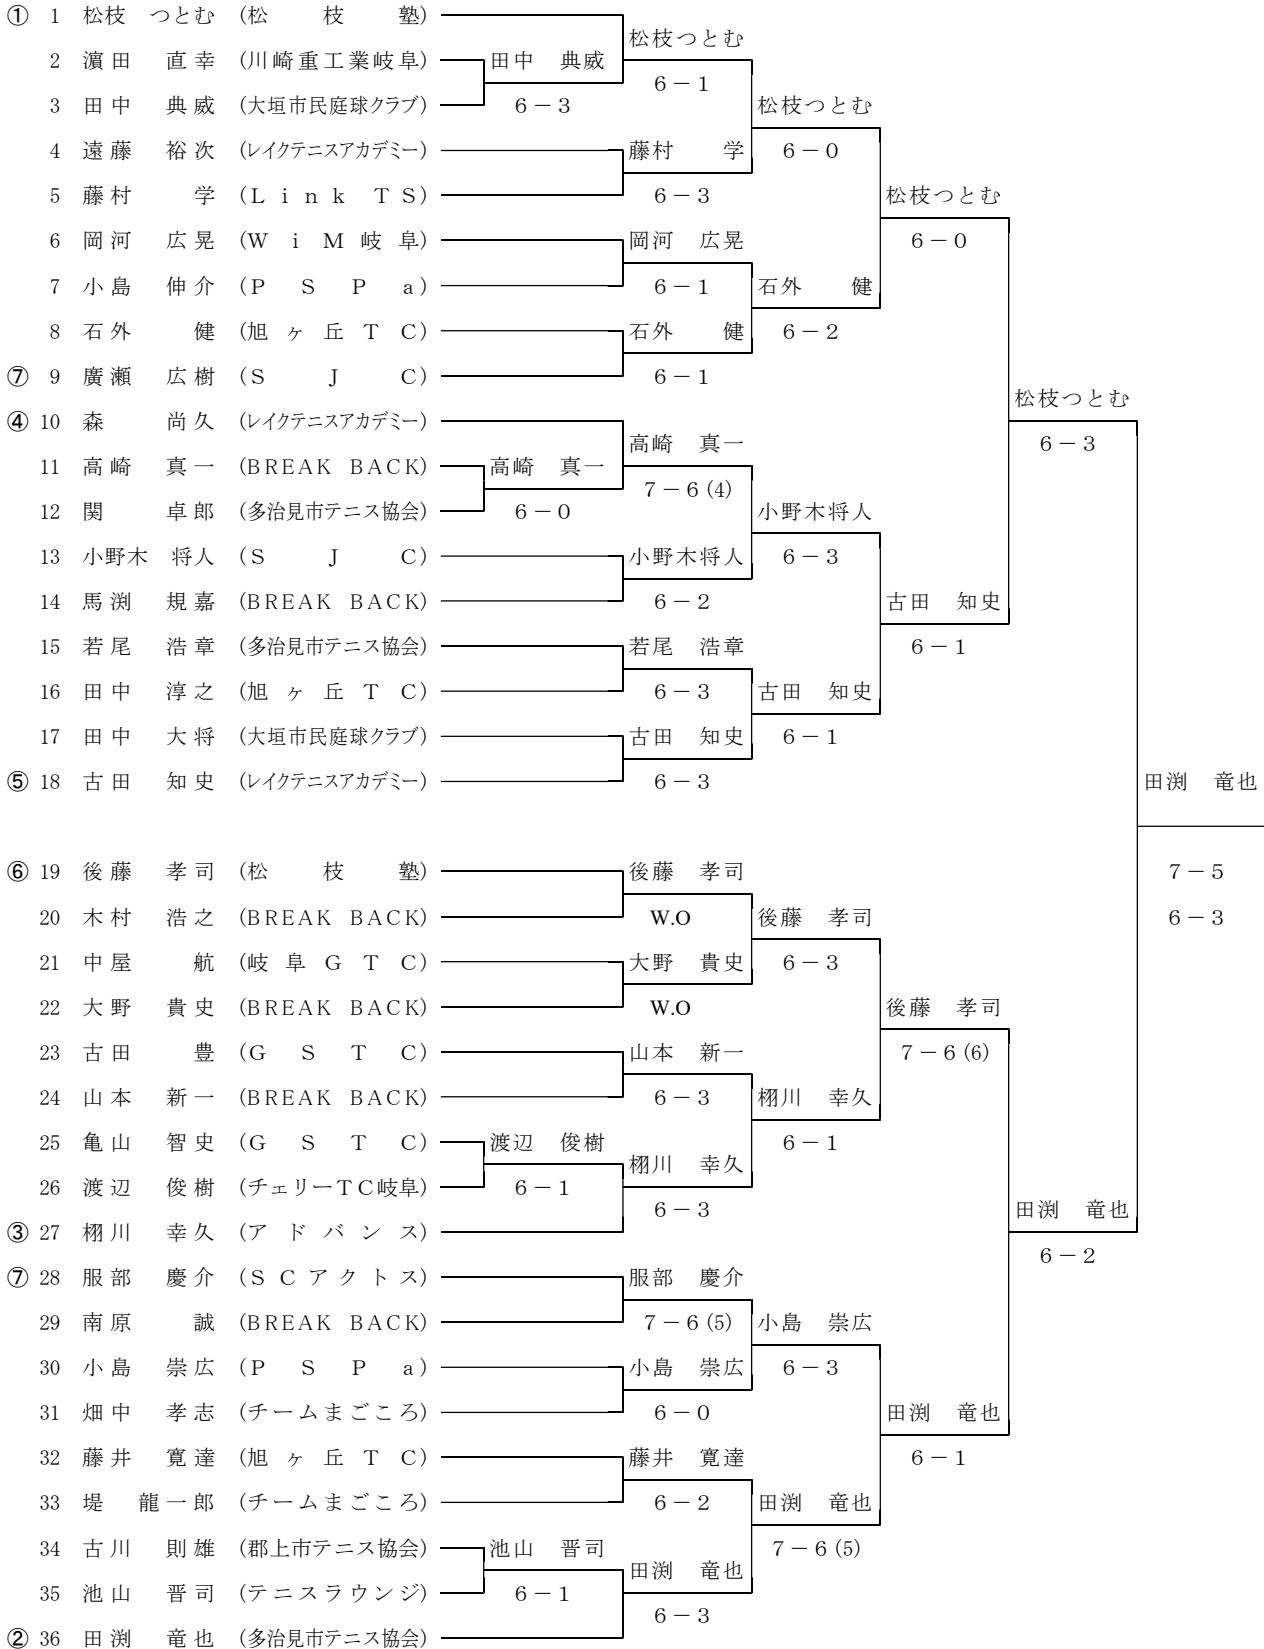 ① 1 松枝 つとむ (松 枝 塾)
松枝つとむ
2 濵田 直幸 (川崎重工業岐阜) 田中 典威
6－1
3 田中 典威 (大垣市民庭球クラブ) 6－3 松枝つとむ
4 遠藤 裕次 (レイクテニスアカデミー) 藤村 学 6－0
5 藤村 学 (Link TS) 6－3 松枝つとむ
6 岡河 広晃 (WiM岐阜) 岡河 広晃 6－0
7 小島 伸介 (P S P a) 6－1 石外 健
8 石外 健 (旭ヶ丘TC) 石外 健 6－2
⑦ 9 廣瀬 広樹 (S J C) 6－1
松枝つとむ
④ 10 森 尚久 (レイクテニスアカデミー)
高崎 真一 6－3
11 高崎 真一 (BREAK BACK) 高崎 真一
7－6(4)
12 関 卓郎 (多治見市テニス協会) 6－0 小野木将人
13 小野木 将人 (S J C) 小野木将人 6－3
14 馬渕 規嘉 (BREAK BACK) 6－2 古田 知史
15 若尾 浩章 (多治見市テニス協会) 若尾 浩章 6－1
16 田中 淳之 (旭ヶ丘TC) 6－3 古田 知史
17 田中 大将 (大垣市民庭球クラブ) 古田 知史 6－1
⑤ 18 古田 知史 (レイクテニスアカデミー) 6－3 田渕 竜也
⑥ 19 後藤 孝司 (松 枝 塾) 後藤 孝司 7－5
20 木村 浩之 (BREAK BACK) W.O 後藤 孝司 6－3
21 中屋 航 (岐阜GTC) 大野 貴史 6－3
22 大野 貴史 (BREAK BACK) W.O 後藤 孝司
23 古田 豊 (G S T C) 山本 新一 7－6(6)
24 山本 新一 (BREAK BACK) 6－3 栩川 幸久
25 亀山 智史 (G S T C) 渡辺 俊樹 6－1
栩川 幸久
26 渡辺 俊樹 (チェリーTC岐阜) 6－1
6－3 田渕 竜也
③ 27 栩川 幸久 (アドバンス)
6－2
⑦ 28 服部 慶介 (SCアクトス) 服部 慶介
29 南原 誠 (BREAK BACK) 7－6(5) 小島 崇広
30 小島 崇広 (P S P a) 小島 崇広 6－3
31 畑中 孝志 (チームまごころ) 6－0 田渕 竜也
32 藤井 寛達 (旭ヶ丘TC) 藤井 寛達 6－1
33 堤 龍一郎 (チームまごころ) 6－2 田渕 竜也
34 古川 則雄 (郡上市テニス協会) 池山 晋司 7－6(5)
田渕 竜也
35 池山 晋司 (テニスラウンジ) 6－1
6－3
② 36 田渕 竜也 (多治見市テニス協会)